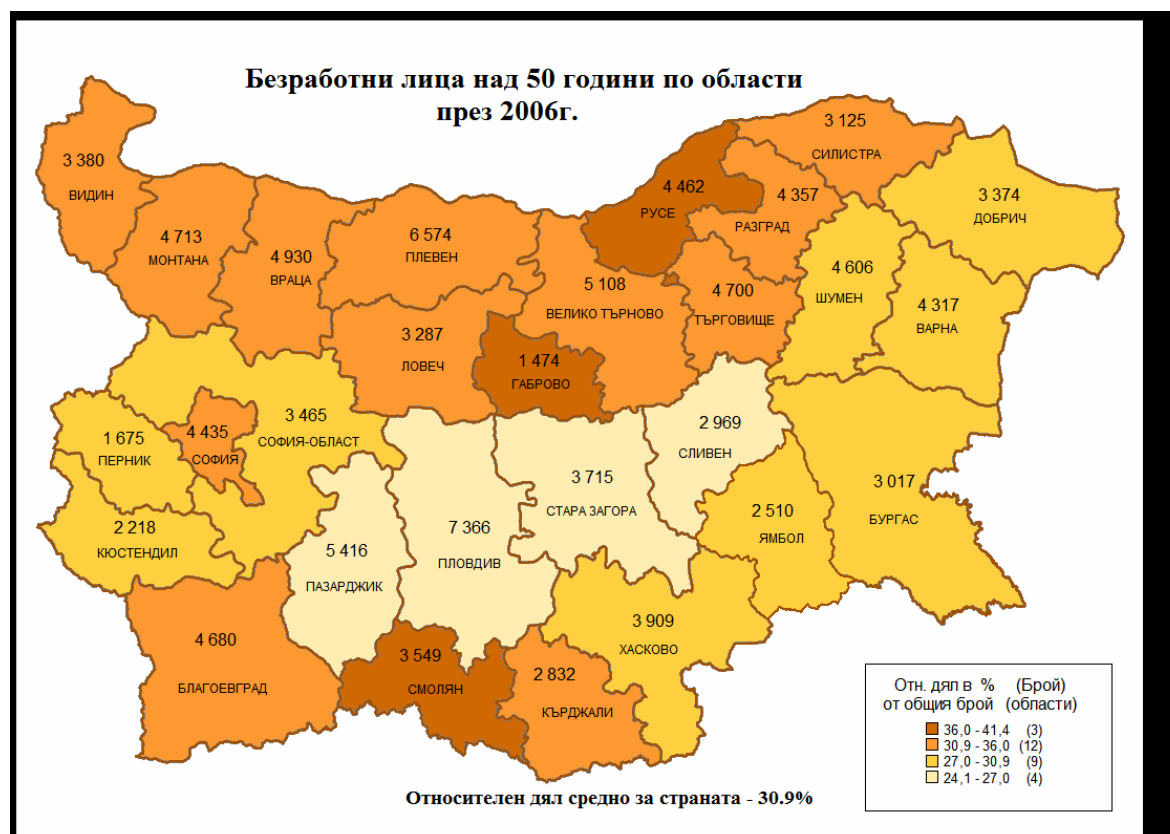 Безработни лица над 50 години по области
през 2006г.
3 380
ВИДИН
4 713
МОНТАНА
4 930
ВРАЦА
6 574
ПЛЕВЕН
3 287
ЛОВЕЧ
5 108
ВЕЛИКО ТЪРНОВО
1 474
ГАБРОВО
4 462
РУСЕ
3 125
СИЛИСТРА
4 357
РАЗГРАД
4 700
ТЪРГОВИЩЕ
3 374
ДОБРИЧ
4 606
ШУМЕН
4 317
ВАРНА
1 675
ПЕРНИК
4 435
СОФИЯ
3 465
СОФИЯ-ОБЛАСТ
2 218
КЮСТЕНДИЛ
5 416
ПАЗАРДЖИК
7 366
ПЛОВДИВ
3 715
СТАРА ЗАГОРА
2 969
СЛИВЕН
2 510
ЯМБОЛ
3 017
БУРГАС
4 680
БЛАГОЕВГРАД
3 549
СМОЛЯН
2 832
КЪРДЖАЛИ
3 909
ХАСКОВО
Отн. дял в % (Брой)
от общия брой (области)
36,0 - 41,4 (3)
30,9 - 36,0 (12)
27,0 - 30,9 (9)
24,1 - 27,0 (4)
Относителен дял средно за страната - 30.9%